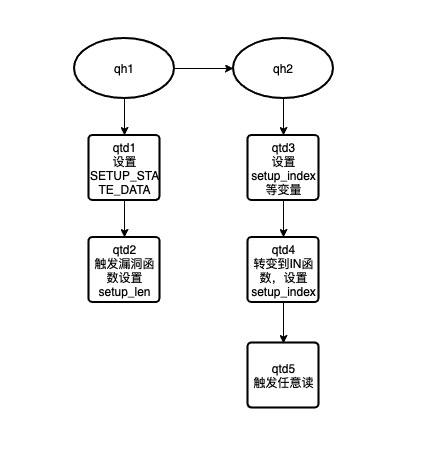 qh1
qh2
qtd1
设置
SETUP_STA
TE_DATA
qtd2
触发漏洞函
数设置
setup_len
qtd3
设置
setup_index
等变量
qtd4
转变到IN函
数，设置
setup_index
qtd5
触发任意读